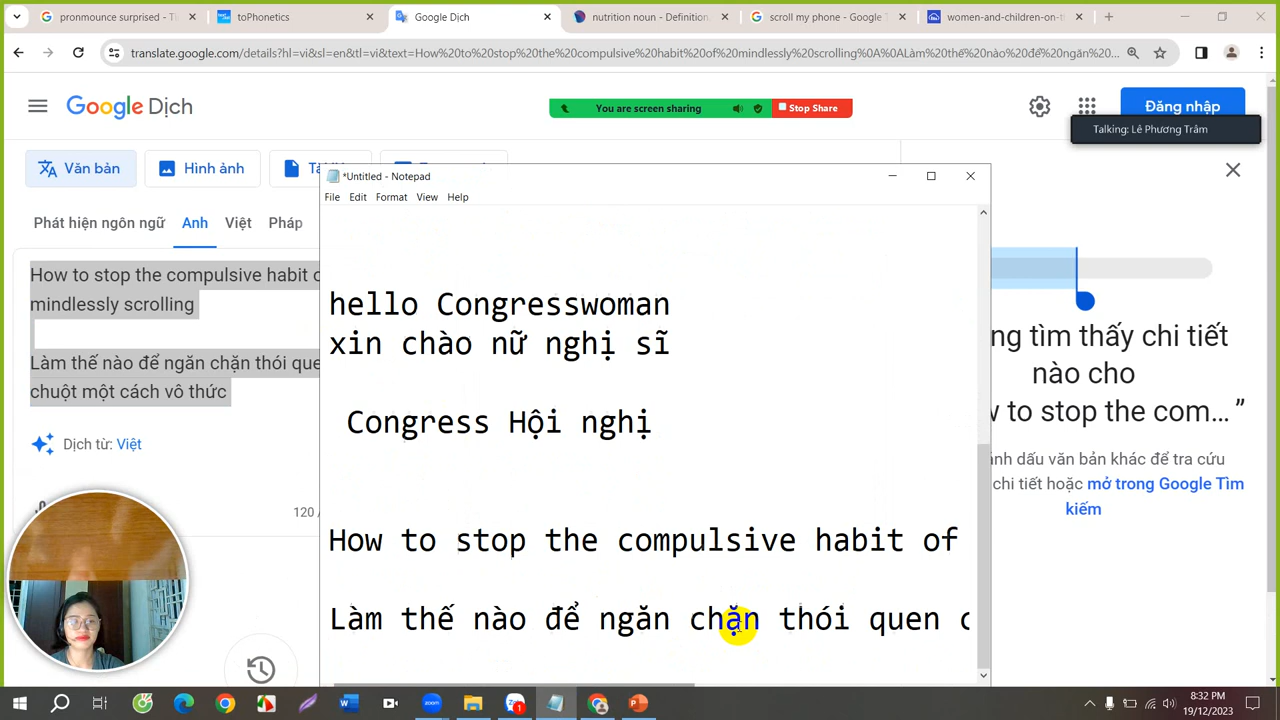 pronmounce surprised - Ti
toPhonetics
Google Dịch
nutrition noun - Definition,
scroll my phone - Google T
women-and-children-on-th
translate.google.com/details?hl=vi&sl=en&tl=vi&text=How%20to%20stop%20the%20compulsive%20habit%20of%20mindlessly%20scrolling%0A%0ALàm%20thế%20nào%20để%20ngăn%20...
Google Dịch
You are screen sharing
Stop Share
Đăng nhập
Talking: Lê Phương Trâm
Văn bản
Hình ảnh
*Untitled - Notepad
File Edit Format View Help
Phát hiện ngôn ngữ
Anh
Việt
Pháp
How to stop the compulsive habit o
mindlessly scrolling
Làm thế nào để ngăn chặn thói que
chuột một cách vô thức
Dịch từ: Việt
120 /
hello Congresswoman
xin chào nữ nghị sĩ
Congress Hội nghị
How to stop the compulsive habit of
Làm thế nào để ngăn chặn thói quen c
ng tìm thấy chi tiết
nào cho
w to stop the com... ”
ánh dấu văn bản khác để tra cứu
chi tiết hoặc mở trong Google Tìm
kiếm
8:32 PM
19/12/2023